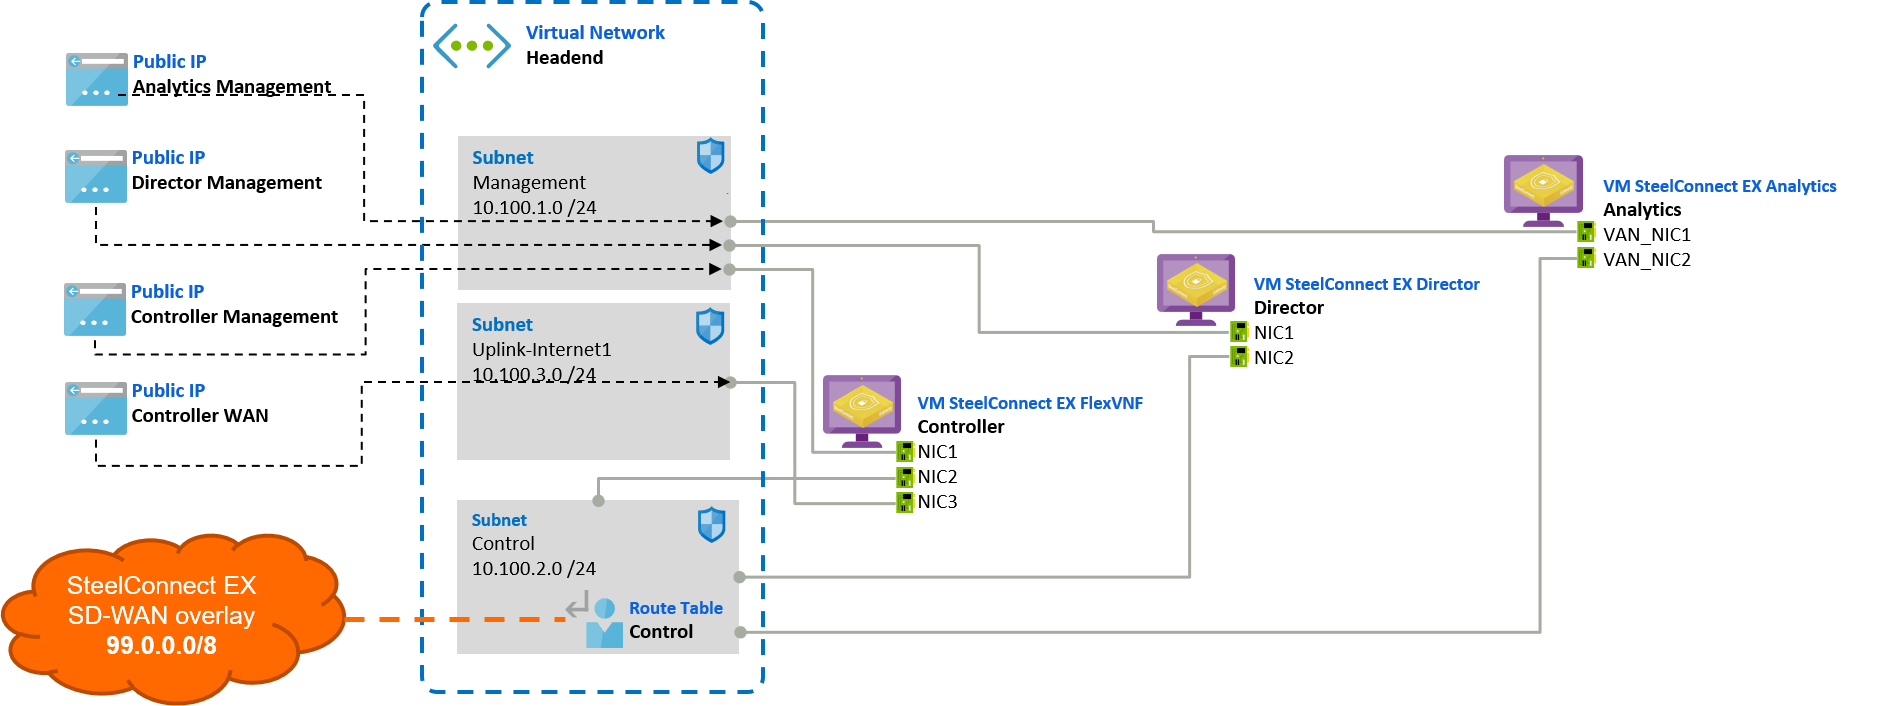 Virtual Network
Headend
Public IP
Analytics Management
Public IP
Director Management
Public IP
Controller Management
Public IP
Controller WAN
Subnet
Management
10.100.1.0 /24
Subnet
Uplink-Internet1
10.100.3.0 /24
Subnet
Control
10.100.2.0 /24
Route Table
Control
SteelConnect EX
SD-WAN overlay
99.0.0.0/8
VM SteelConnect EX FlexVNF
Controller
NIC1
NIC2
NIC3
VM SteelConnect EX Director
Director
NIC1
NIC2
VM SteelConnect EX Analytics
Analytics
VAN_NIC1
VAN_NIC2